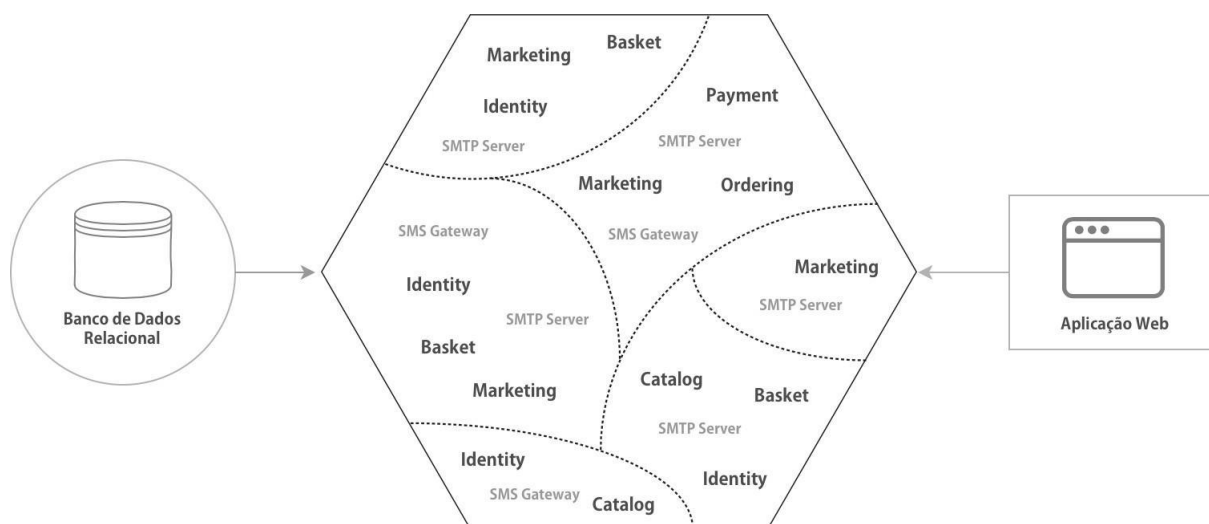 Marketing
Basket
Identity
SMTP Server
Payment
SMTP Server
Marketing
Ordering
SMS Gateway
SMS Gateway
Identity
SMTP Server
Basket
Marketing
Marketing
SMTP Server
Catalog
Basket
SMTP Server
Identity
Identity
SMS Gateway
Catalog
Banco de Dados
Relacional
Aplicação Web